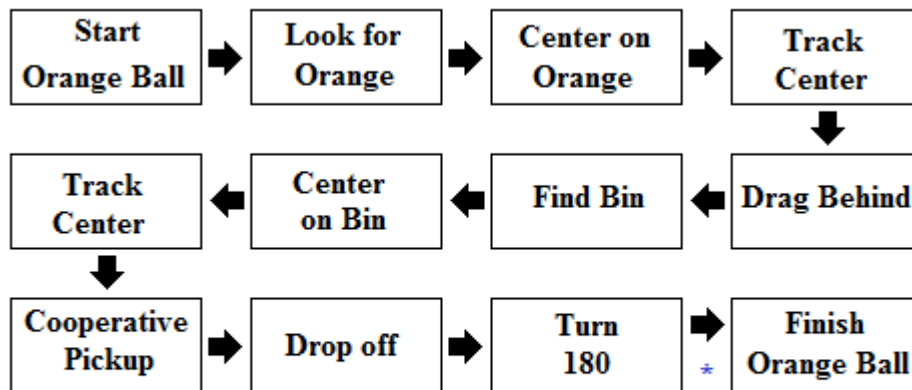 Start
Orange Ball
Look for
Orange
Center on
Orange
Track
Center
Track
Center
Center
on Bin
Find Bin
Drag Behind
Cooperative
Pickup
Drop off
Turn
180
*
Finish
Orange Ball